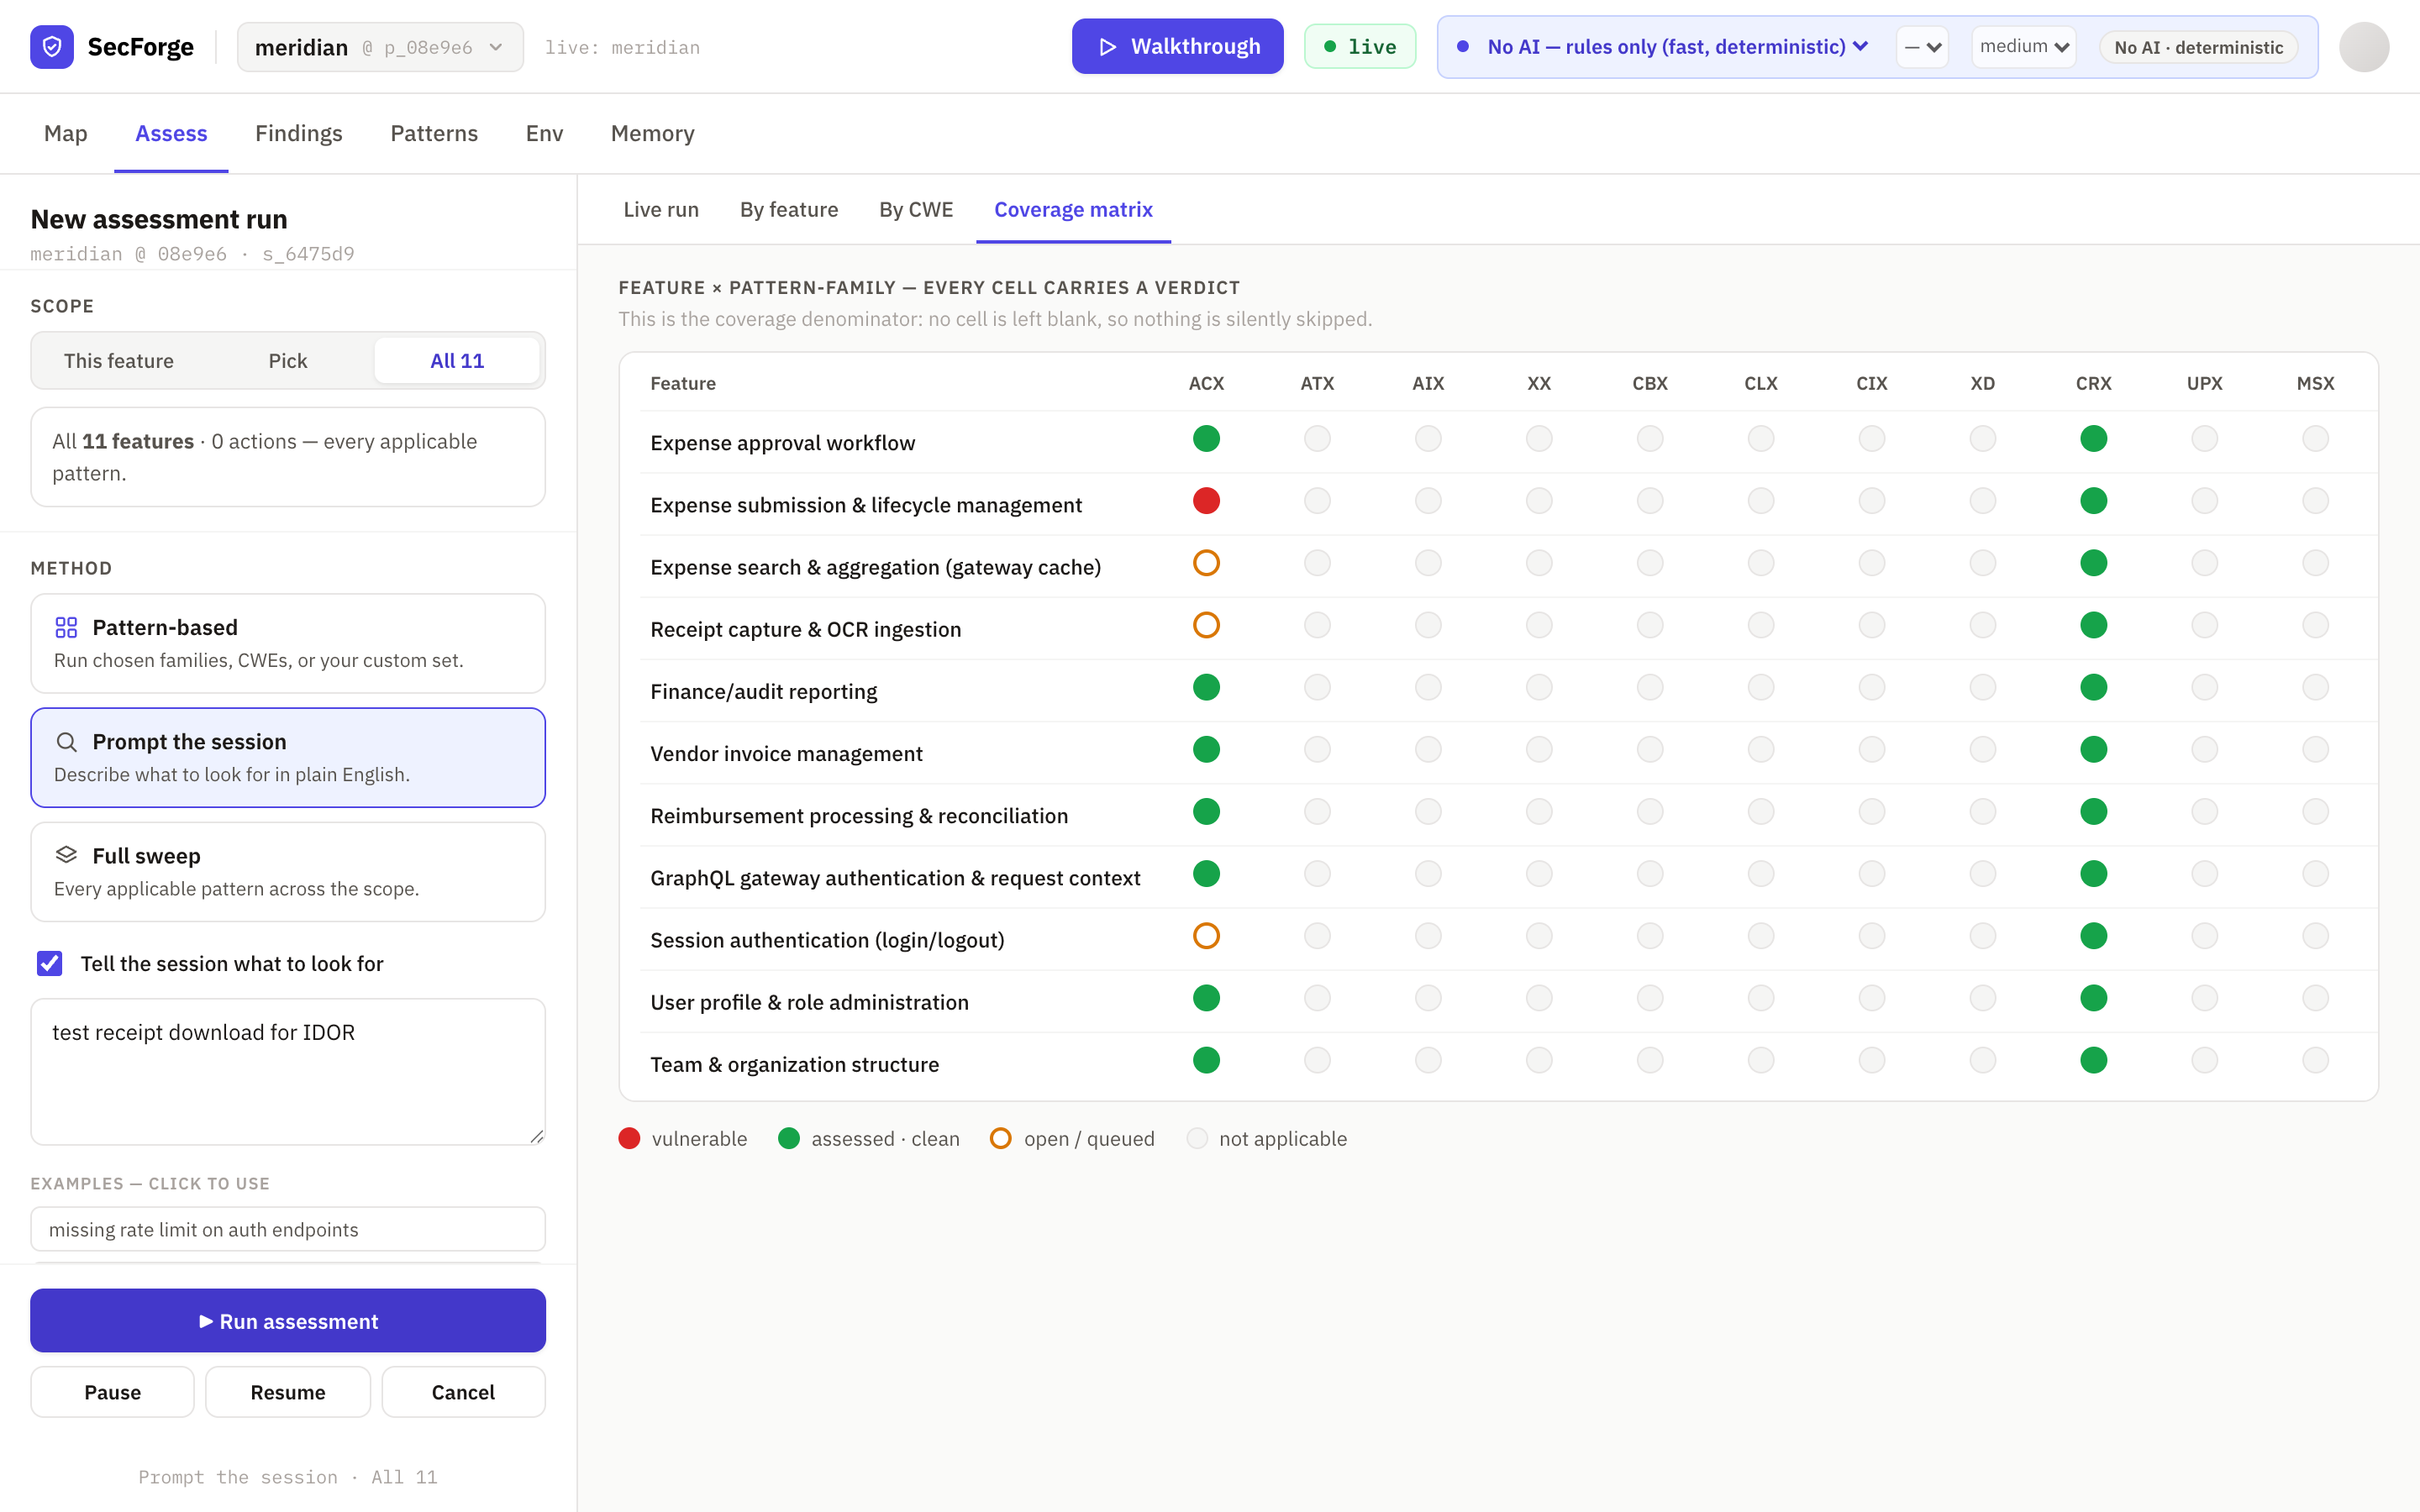 SecForge
meridian @ p_08e9e6
live: meridian
Walkthrough
live
No AI — rules only (fast, deterministic)
—
medium
No AI · deterministic
Map Assess Findings Patterns Env Memory
New assessment run
meridian @ 08e9e6 · s_6475d9
SCOPE
This feature Pick All 11
All 11 features · 0 actions — every applicable
pattern.
METHOD
Pattern-based
Run chosen families, CWEs, or your custom set.
Prompt the session
Describe what to look for in plain English.
Full sweep
Every applicable pattern across the scope.
Tell the session what to look for
test receipt download for IDOR
EXAMPLES — CLICK TO USE
missing rate limit on auth endpoints
Run assessment
Pause Resume Cancel
Prompt the session · All 11
Live run By feature By CWE Coverage matrix
FEATURE × PATTERN-FAMILY — EVERY CELL CARRIES A VERDICT
This is the coverage denominator: no cell is left blank, so nothing is silently skipped.
Feature ACX ATX AIX XX CBX CLX CIX XD CRX UPX MSX
Expense approval workflow
Expense submission & lifecycle management
Expense search & aggregation (gateway cache)
Receipt capture & OCR ingestion
Finance/audit reporting
Vendor invoice management
Reimbursement processing & reconciliation
GraphQL gateway authentication & request context
Session authentication (login/logout)
User profile & role administration
Team & organization structure
vulnerable assessed · clean open / queued not applicable